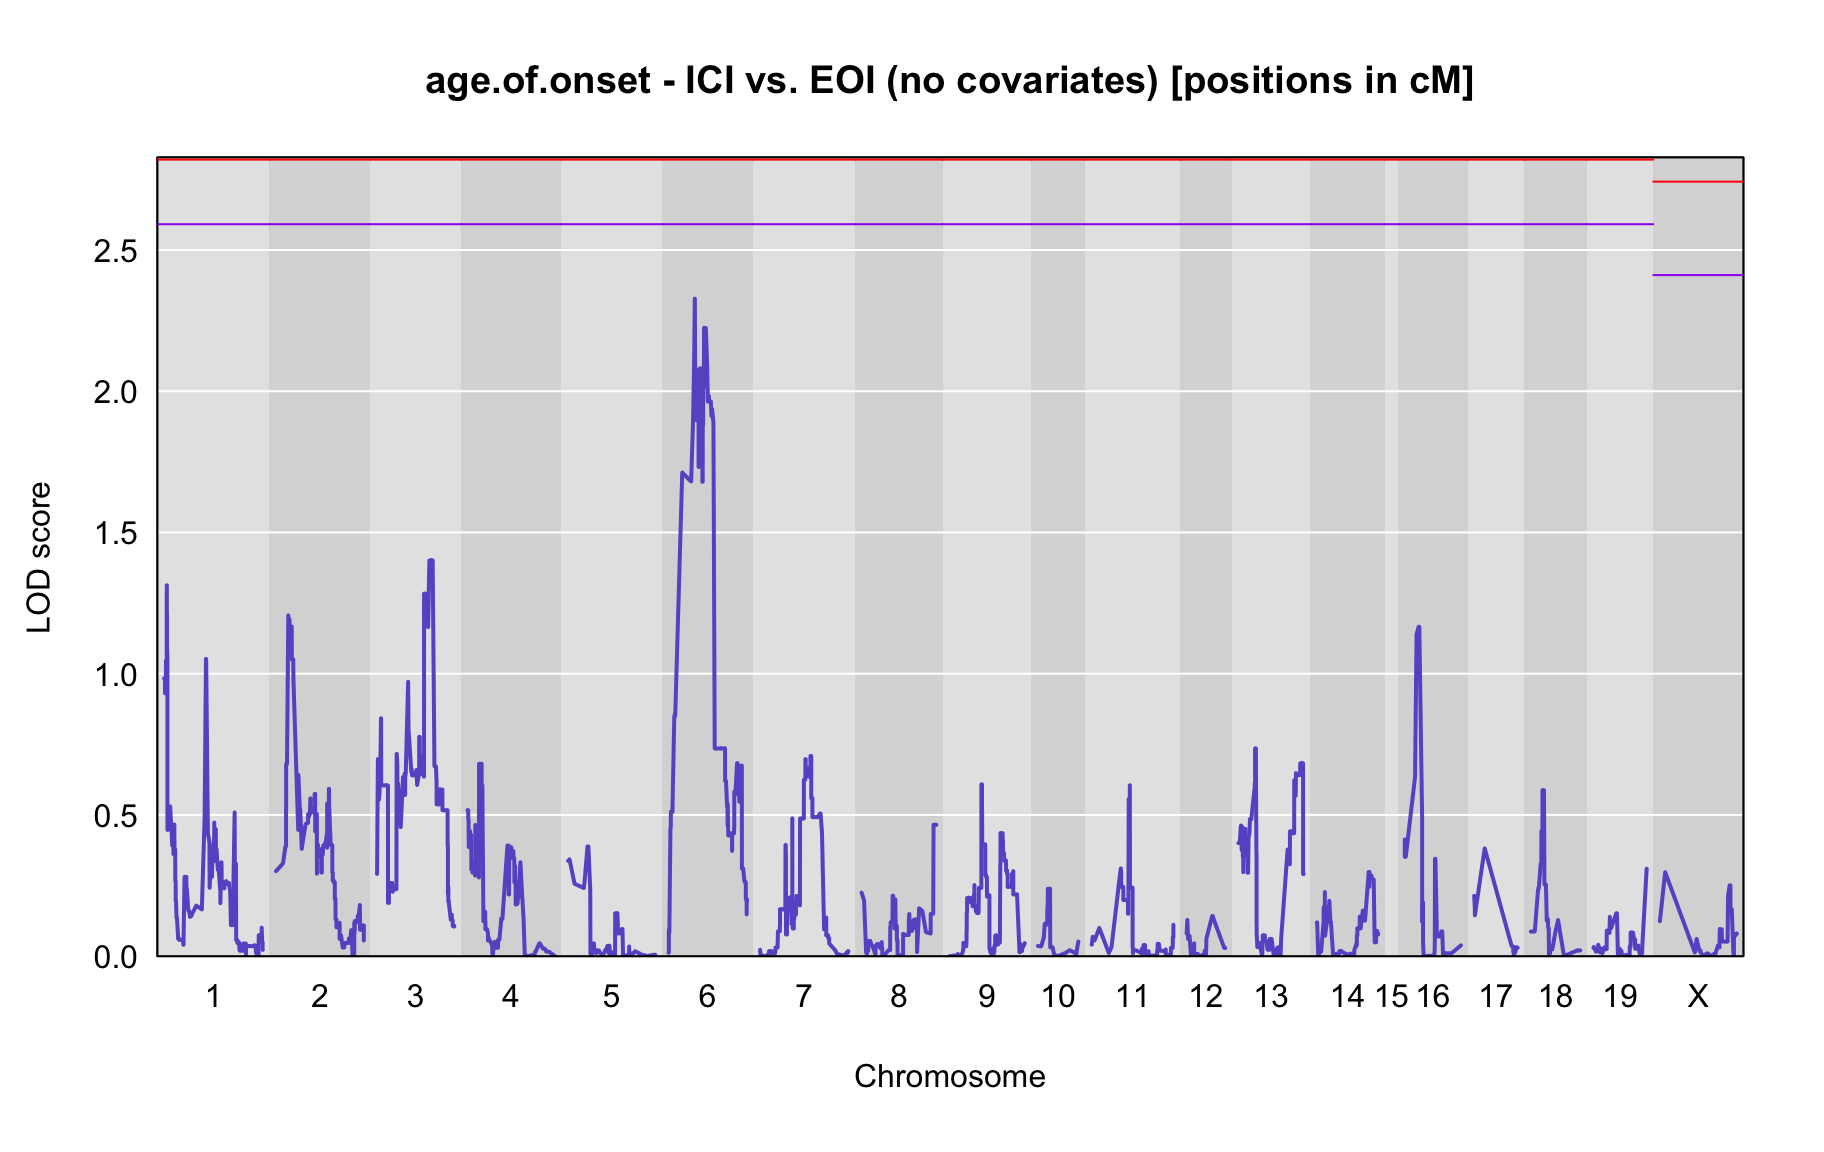 age.of.onset - ICI vs. EOI (no covariates) [positions in cM]
LOD score
2.5
2.0
1.5
1.0
0.5
0.0
1 2 3 4 5 6 7 8 9 10 11 12 13 14 15 16 17 18 19 X
Chromosome